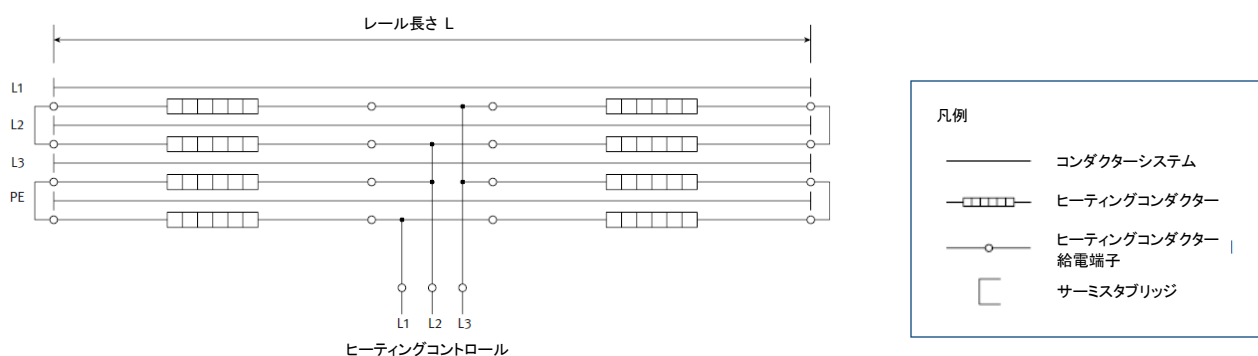 レール長さ L
L1
L2
L3
PE
L1 L2 L3
ヒーティングコントロール
凡例
コンダクターシステム
ヒーティングコンダクター
ヒーティングコンダクター
給電端子
サーミスタブリッジ